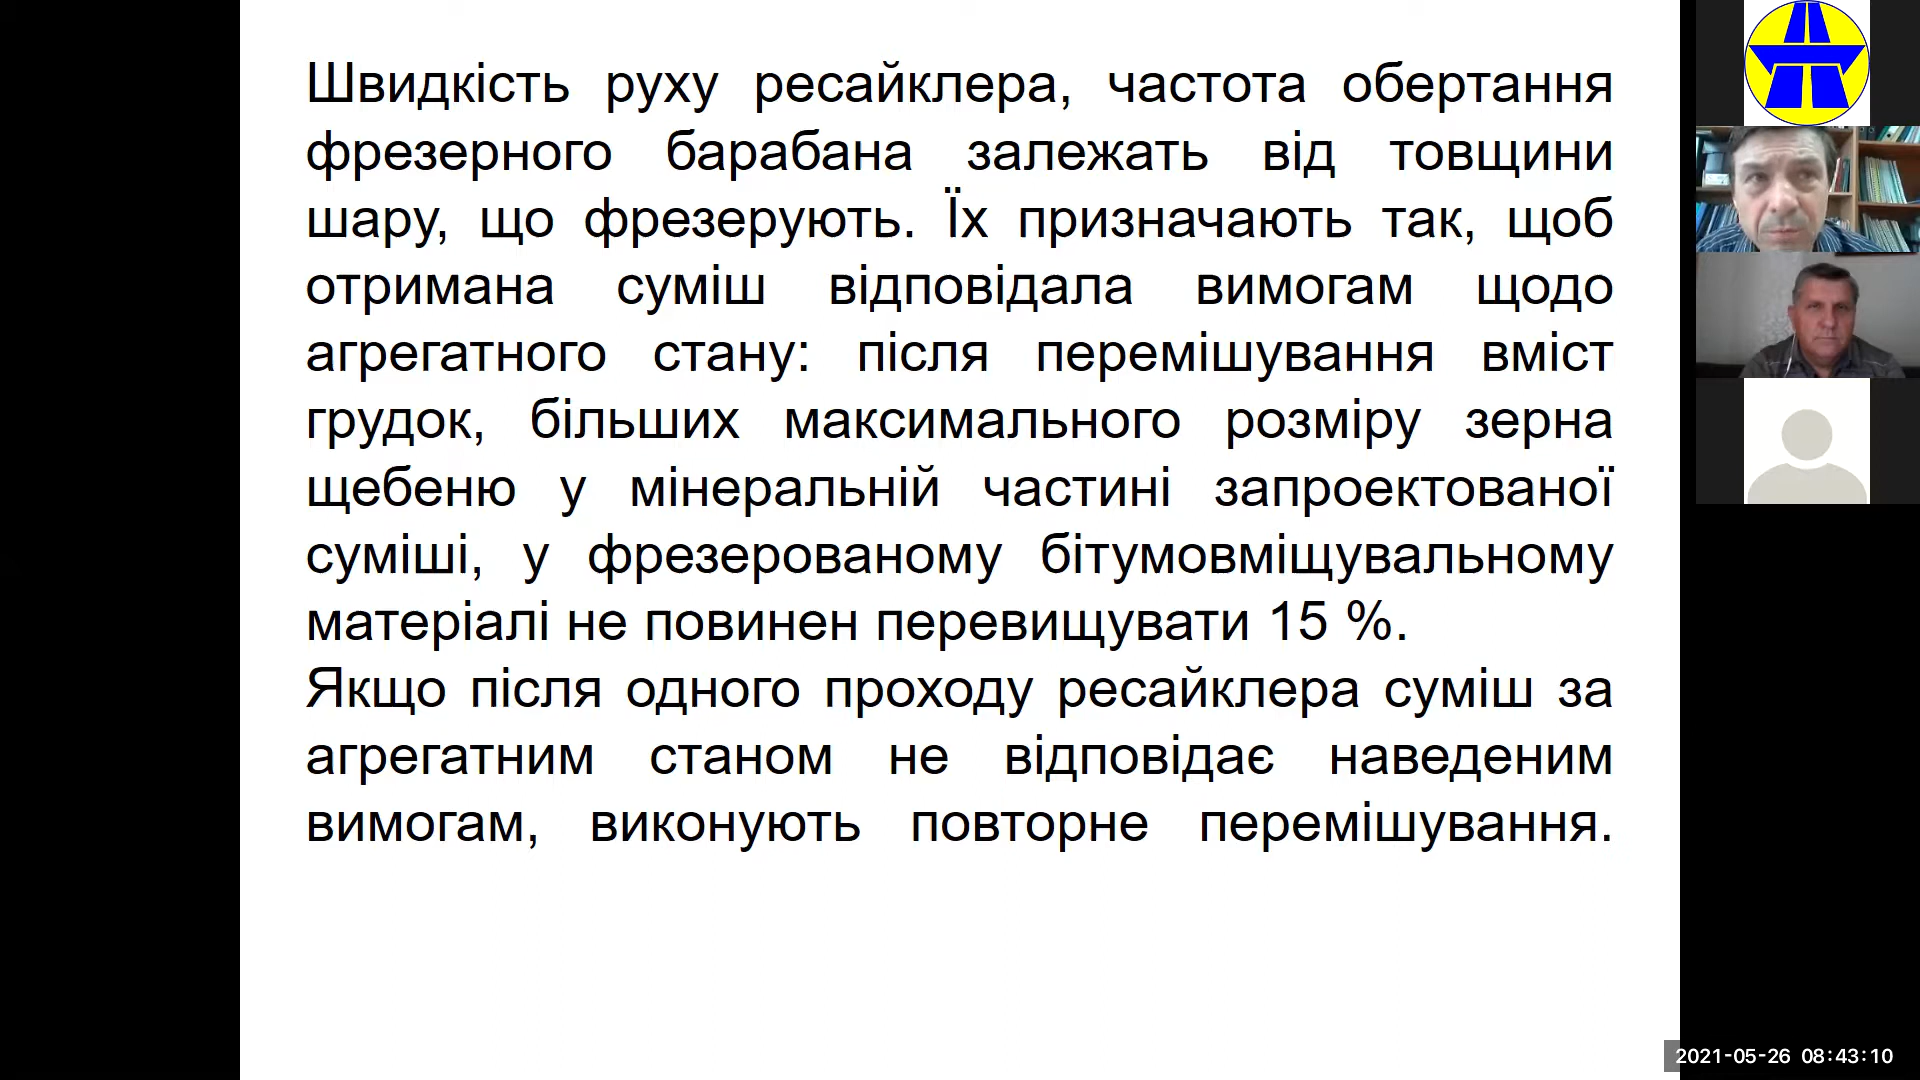 Швидкість руху ресайклера, частота обертання
фрезерного барабана залежать від товщини
шару, що фрезерують. Їх призначають так, щоб
отримана суміш відповідала вимогам щодо
агрегатного стану: після перемішування вміст
грудок, більших максимального розміру зерна
щебеню у мінеральній частині запроектованої
суміші, у фрезерованому бітумовміщувальному
матеріалі не повинен перевищувати 15 %.
Якщо після одного проходу ресайклера суміш за
агрегатним станом не відповідає наведеним
вимогам, виконують повторне перемішування.
2021-05-26 08:43:10